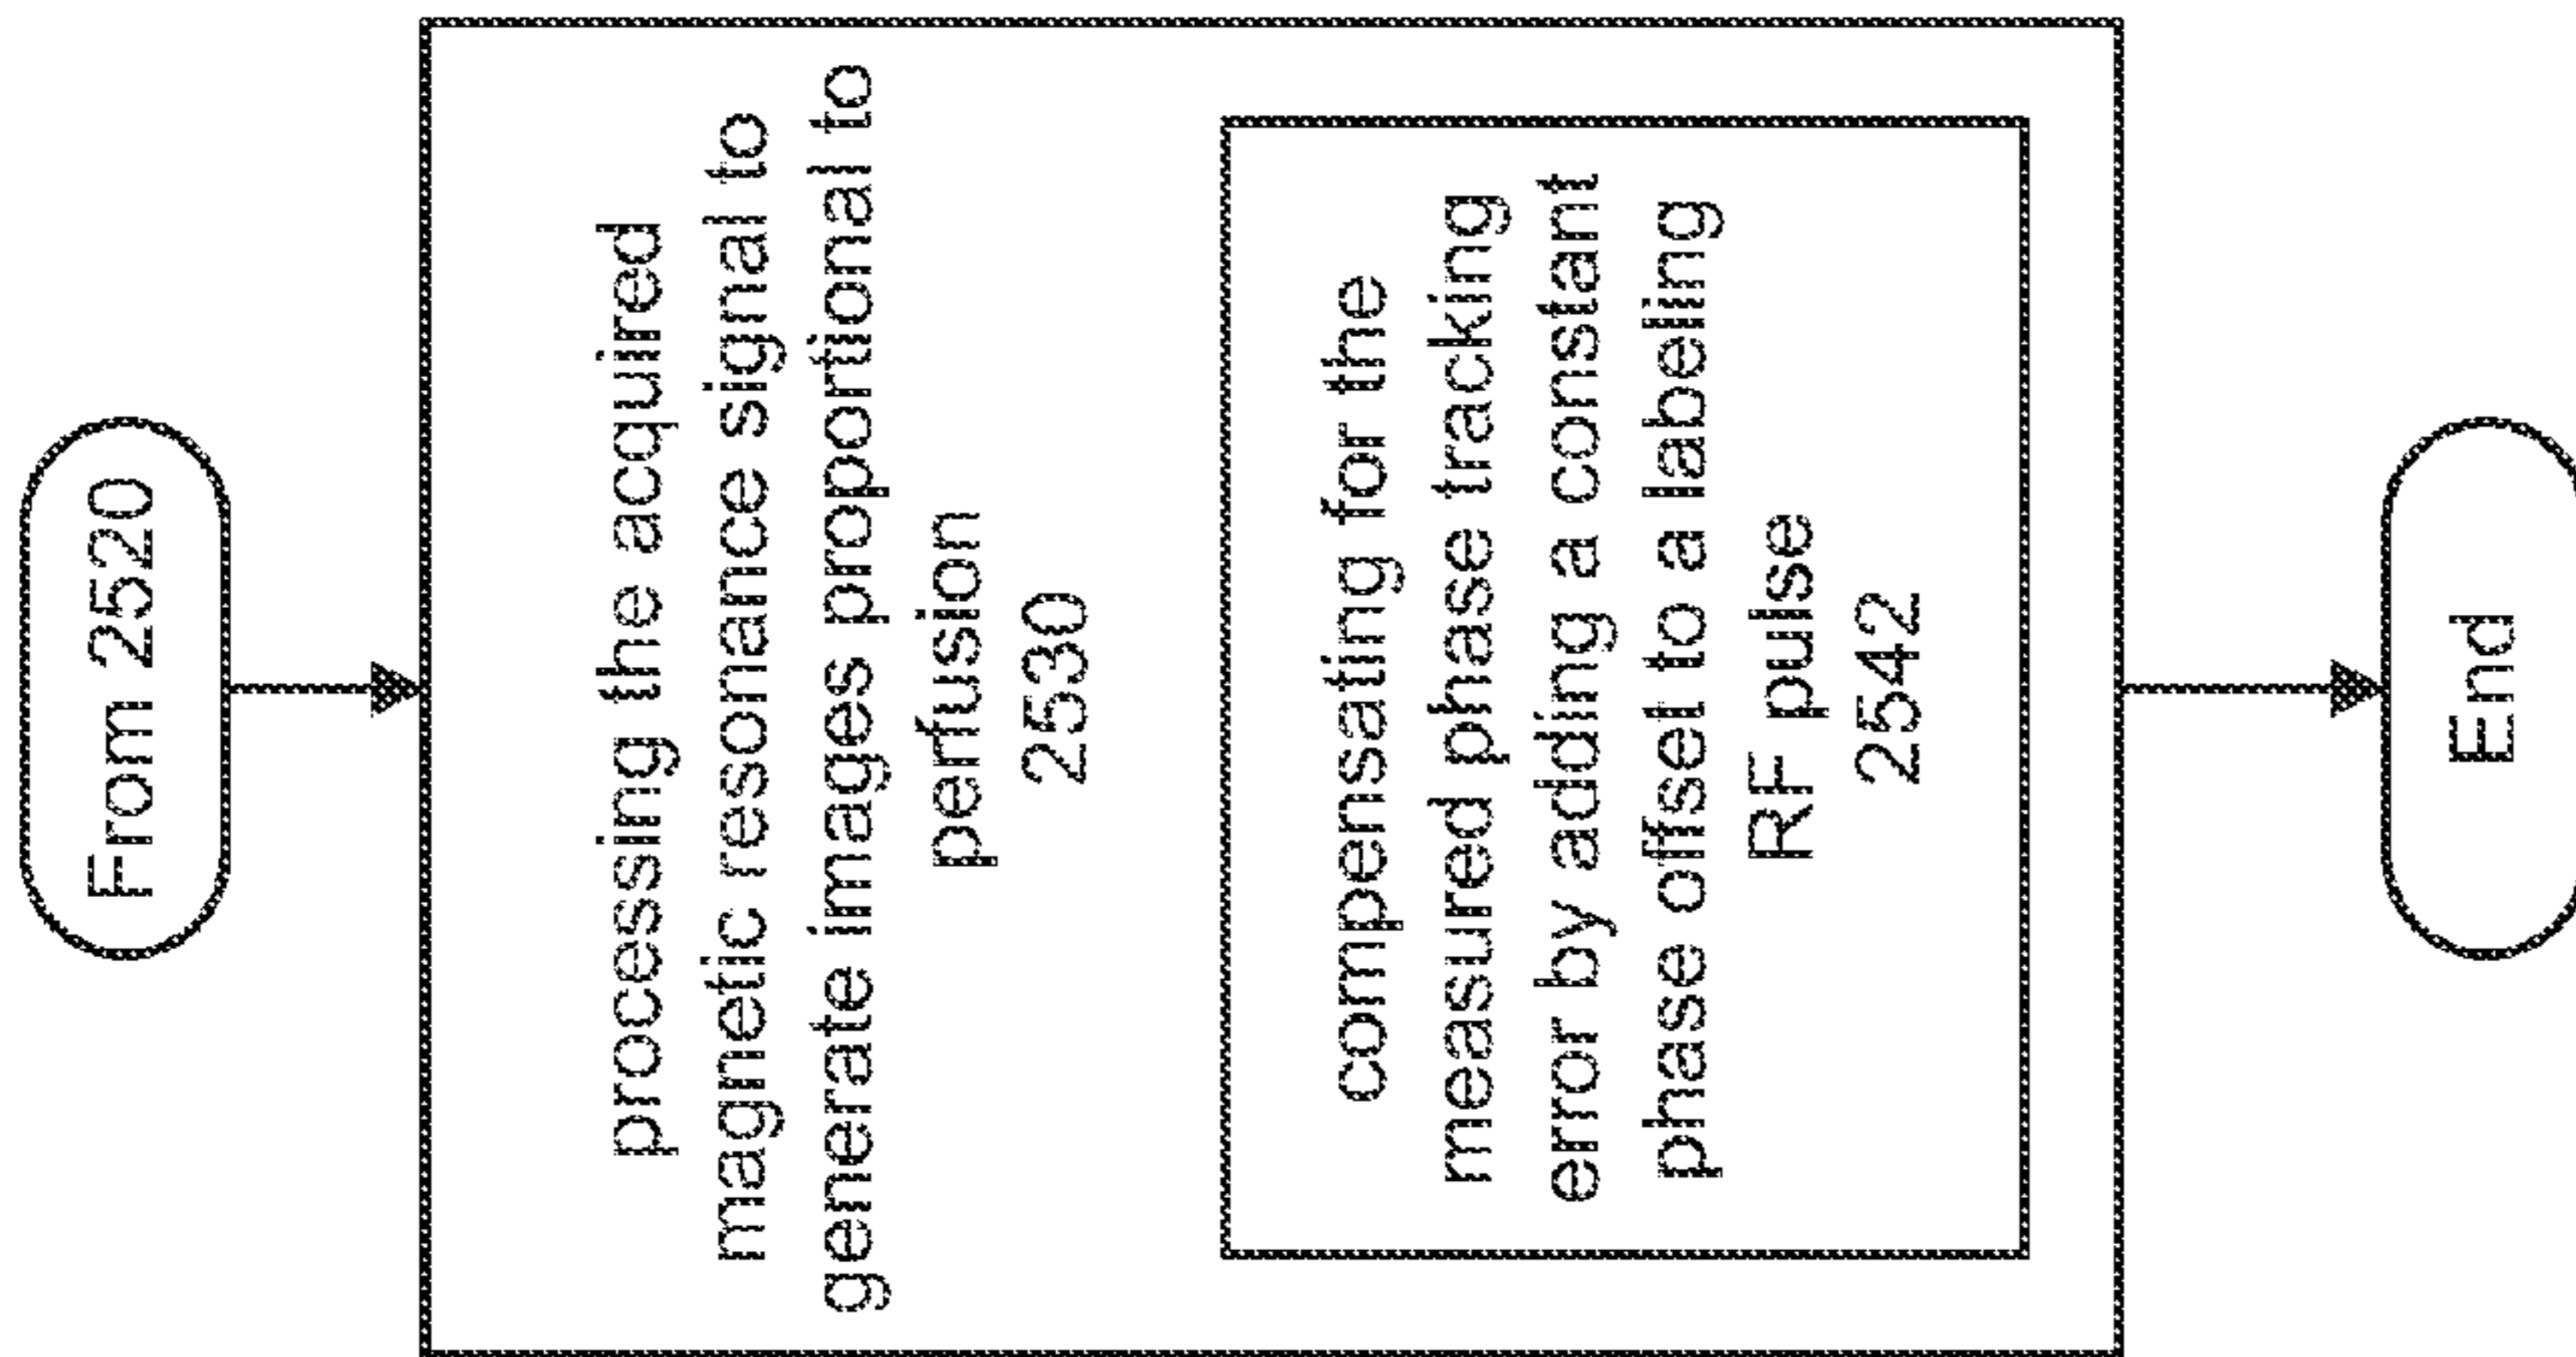 From 2520
processing the acquired
magnetic resonance signal to
generate images proportional to
perfusion
2530
compensating for the
measured phase tracking
error by adding a constant
phase offset to a labeling
RF pulse
2542
End